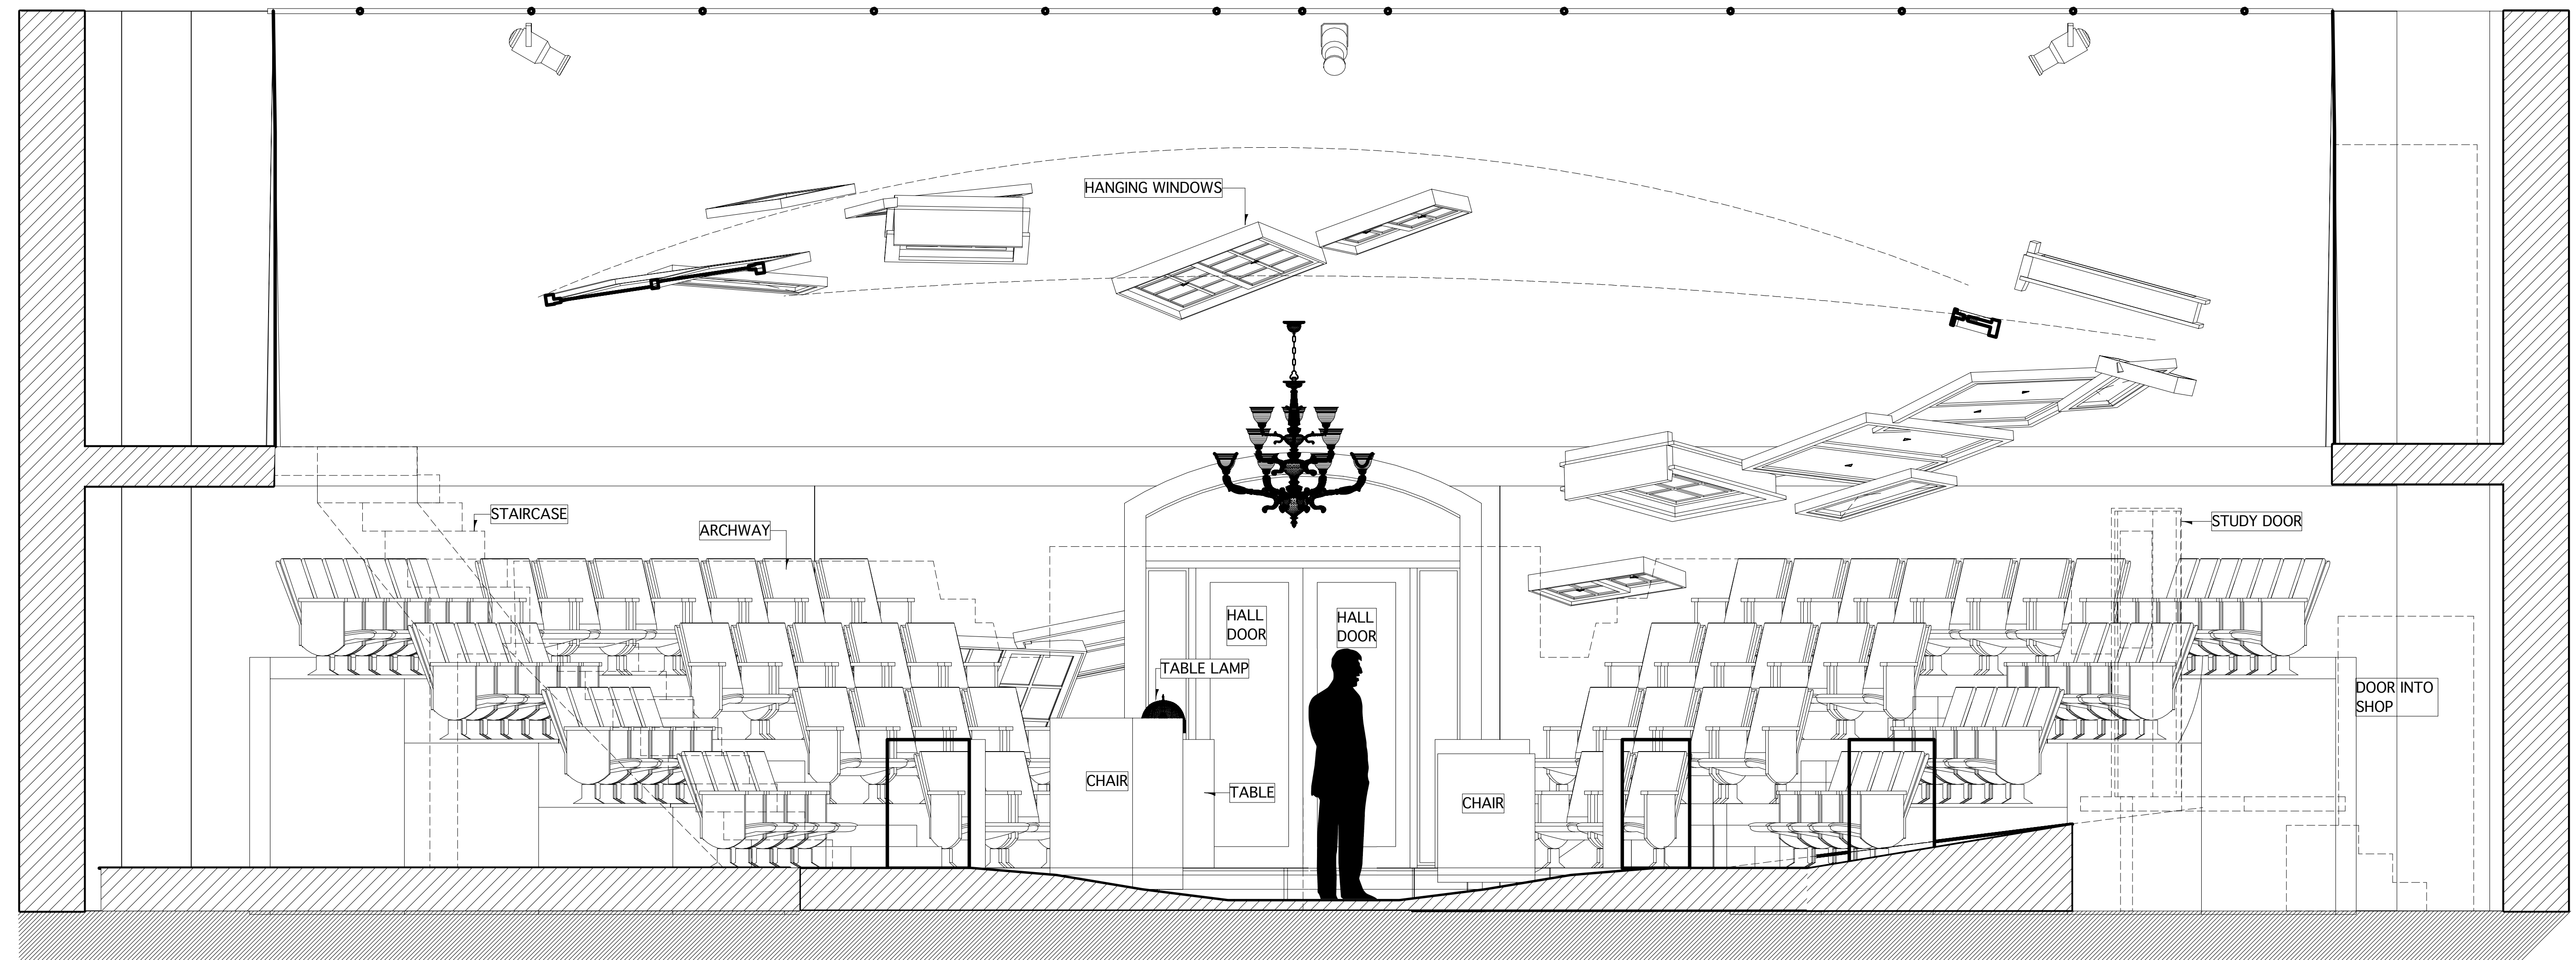 HANGING WINDOWS
STAIRCASE
ARCHWAY
STUDY DOOR
HALL
DOOR
HALL
DOOR
TABLE LAMP
DOOR INTO
SHOP
CHAIR
TABLE
CHAIR